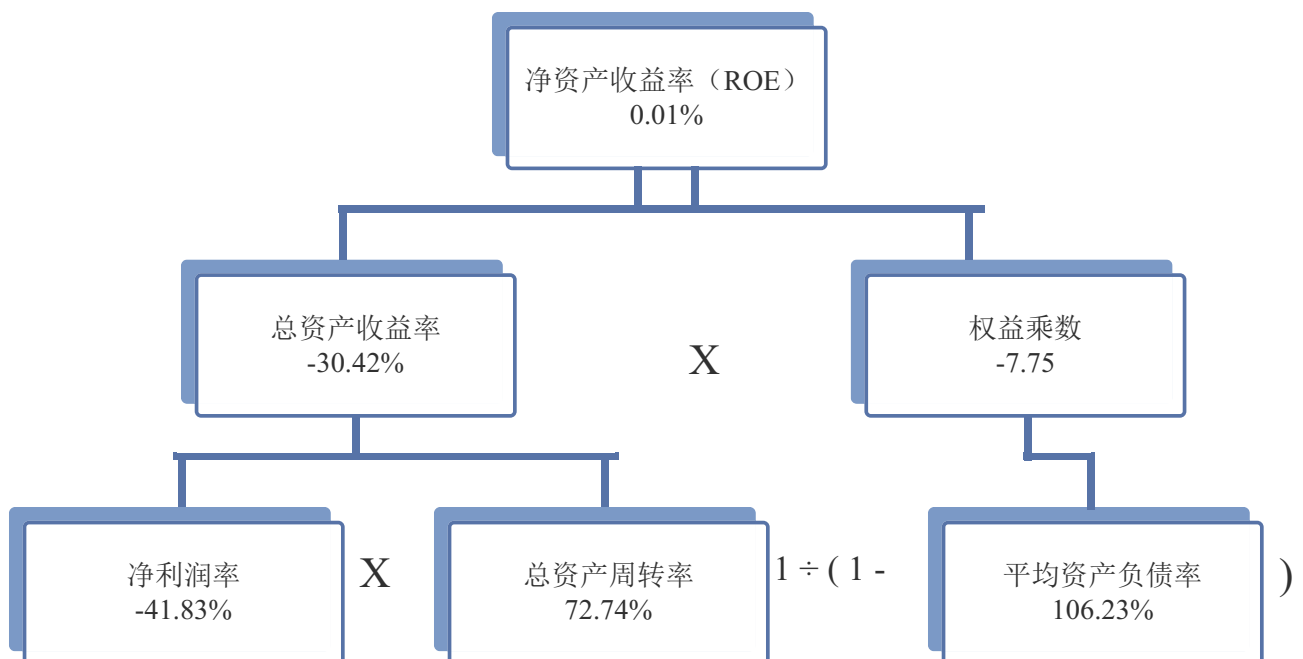 净资产收益率（ROE）
0.01%
总资产收益率
-30.42%
X
权益乘数
-7.75
净利润率
-41.83%
X
总资产周转率
72.74%
1 ÷ ( 1 -
平均资产负债率
106.23%
)